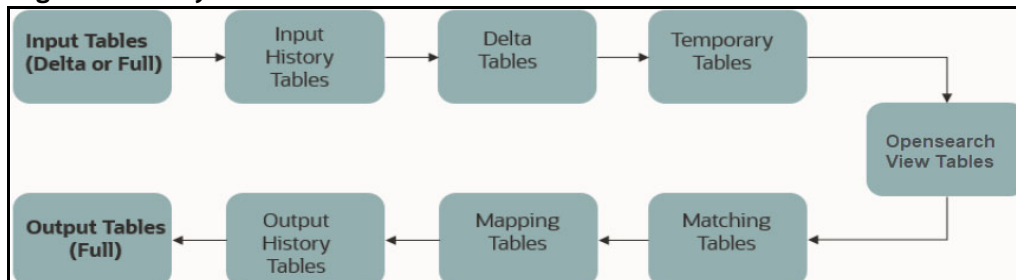 Input Tables
(Delta or Full)
Input
History
Tables
Delta
Tables
Temporary
Tables
Opensearch
View Tables
Matching
Tables
Mapping
Tables
Output
History
Tables
Output Tables
(Full)